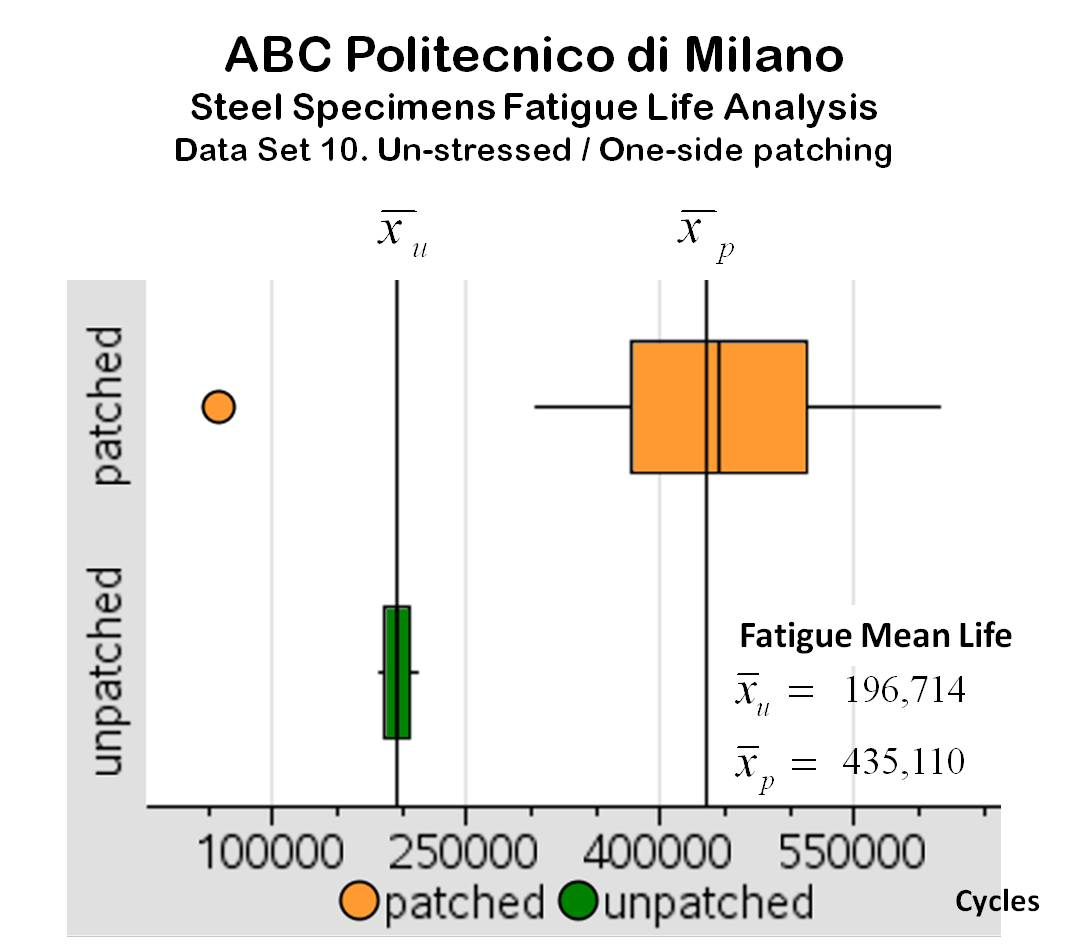 ABC Politecnico di Milano
Steel Specimens Fatigue Life Analysis
Data Set 10. Un-stressed / One-side patching
x̅ u x̅ p
patched
unpatched
Fatigue Mean Life
x̅u = 196,714
x̅p = 435,110
100000 250000 400000 550000
patched unpatched Cycles